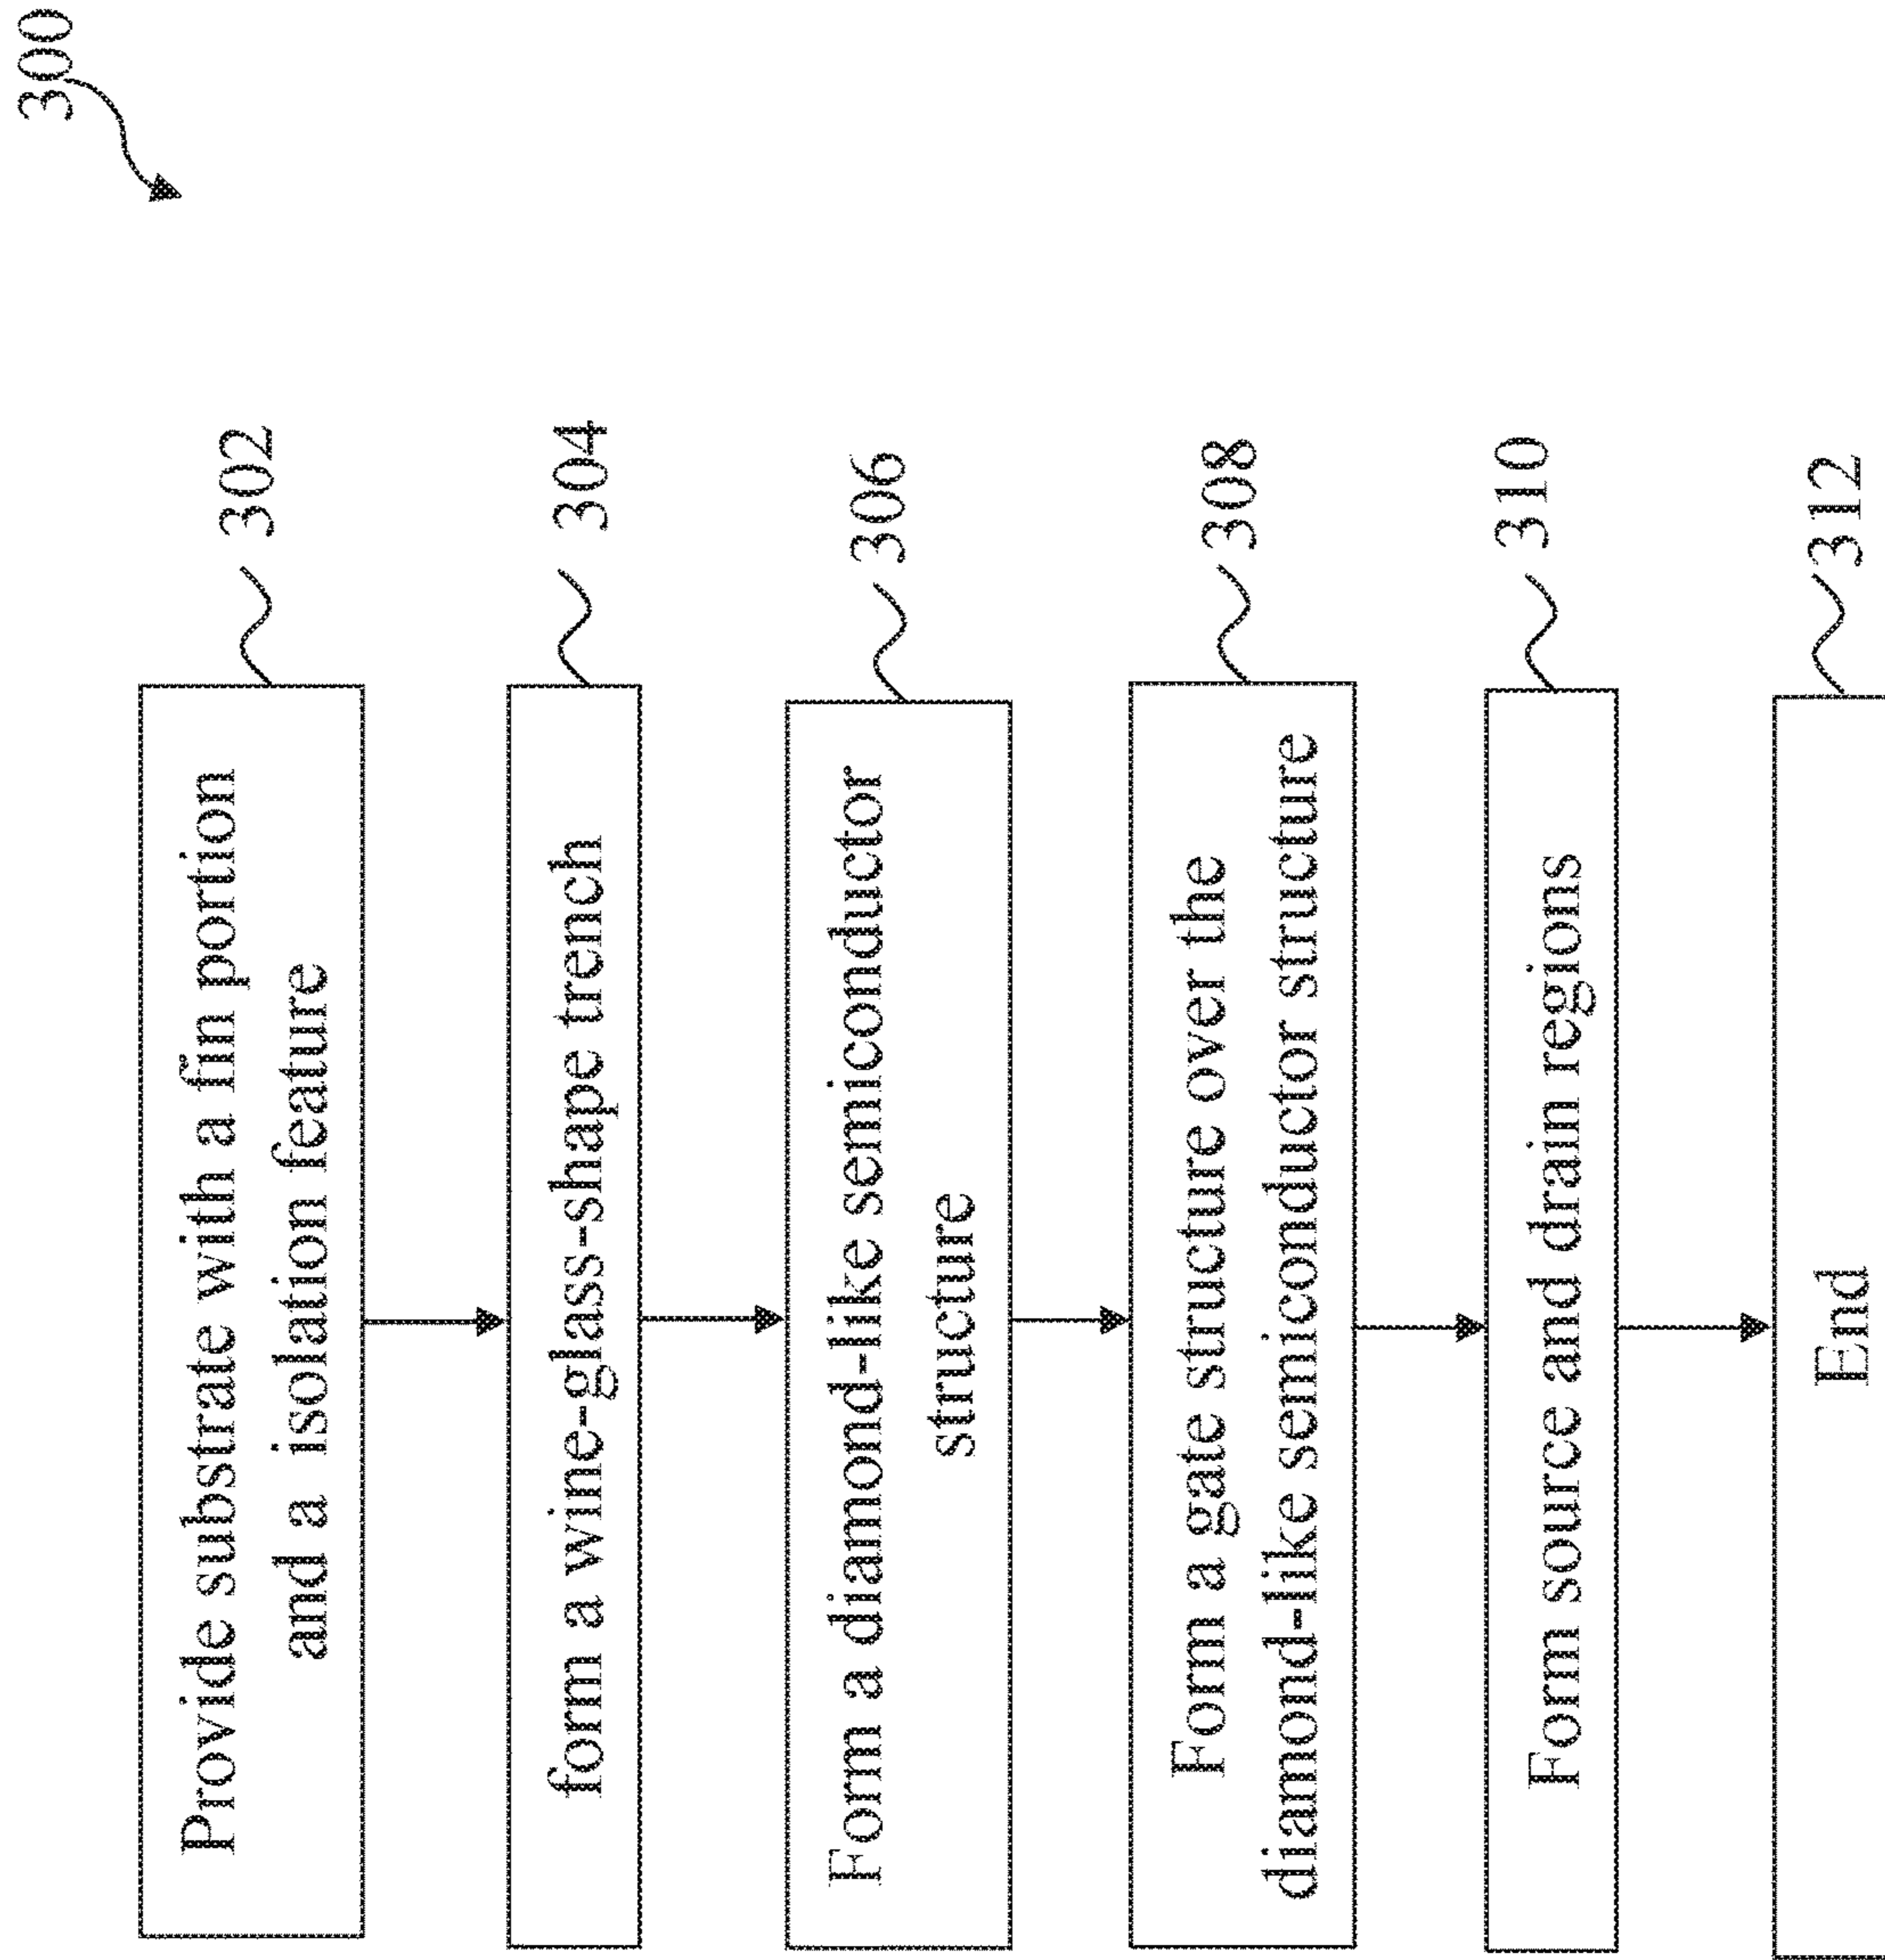 300
Provide substrate with a fin portion
and a isolation feature
302
form a wine-glass-shape trench
304
Form a diamond-like semiconductor
structure
306
Form a gate structure over the
diamond-like semiconductor structure
308
Form source and drain regions
310
End
312